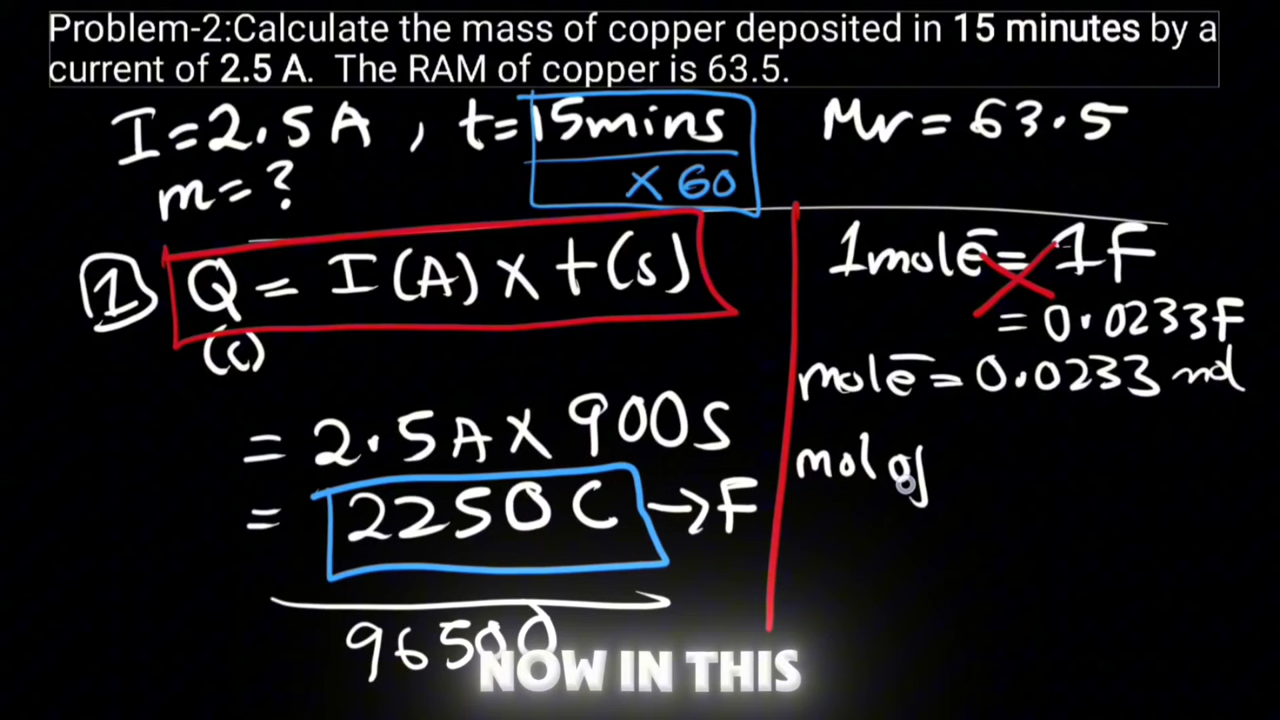 Problem-2:Calculate the mass of copper deposited in 15 minutes by a
current of 2.5 A. The RAM of copper is 63.5.
I=2.5A, t=15mins
x 60
Mr=63.5
m=?
1 Q = I(A) x t(s)
(c)
= 2.5A x 900s
= 2250C →F
96500
1mole̅ = 1F
= 0.0233F
mole̅ = 0.0233 mol
mol of
NOW IN THIS